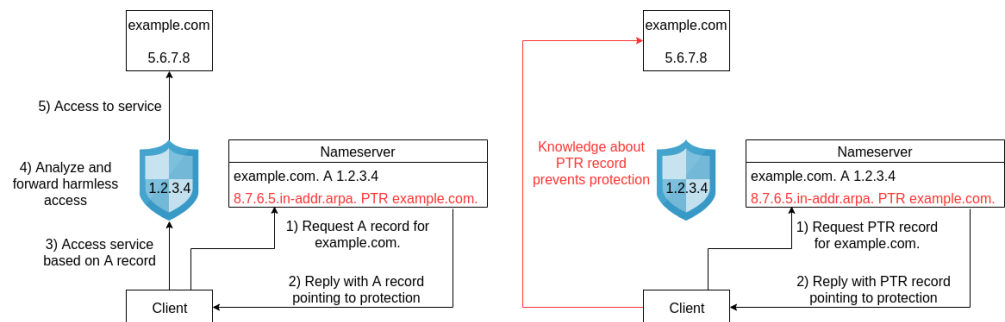 example.com
5.6.7.8
5) Access to service
4) Analyze and
forward harmless
access
1.2.3.4
3) Access service
based on A record
Nameserver
example.com. A 1.2.3.4
8.7.6.5.in-addr.arpa. PTR example.com.
1) Request A record for
example.com.
2) Reply with A record
pointing to protection
Client
example.com
5.6.7.8
Knowledge about
PTR record
prevents protection
1.2.3.4
Nameserver
example.com. A 1.2.3.4
8.7.6.5.in-addr.arpa. PTR example.com.
1) Request PTR record
for example.com.
2) Reply with PTR record
pointing to protection
Client